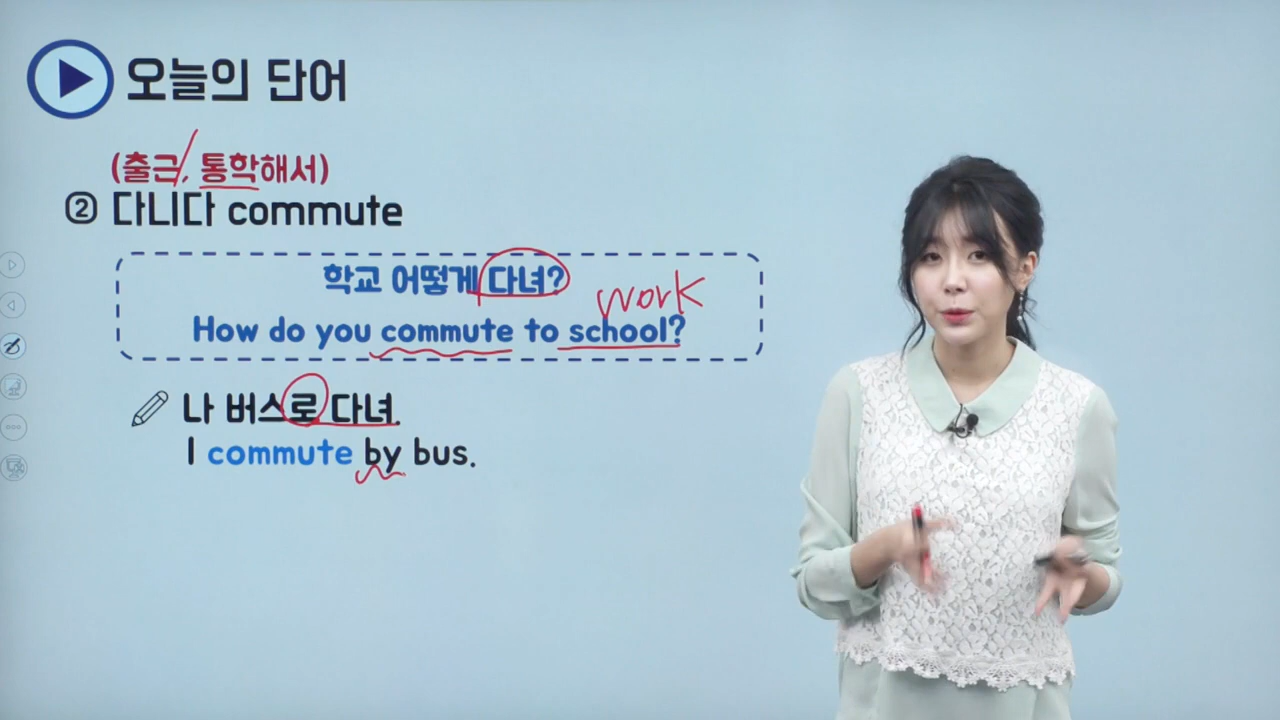 오늘의 단어
(출근, 통학해서)
② 다니다 commute
학교 어떻게 다녀?
work
How do you commute to school?
나 버스로 다녀.
I commute by bus.